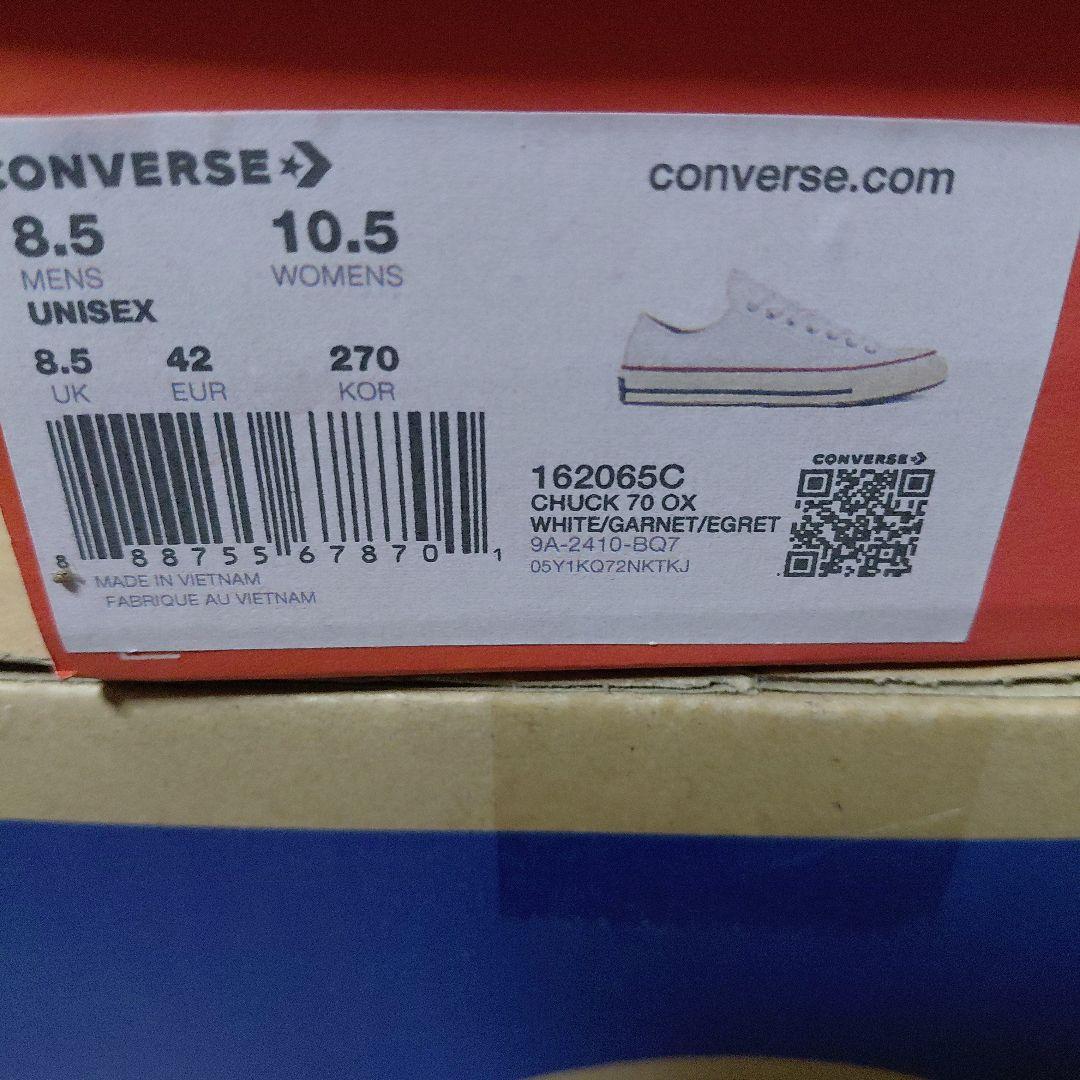 CONVERSE
converse.com
8.5 10.5
MENS WOMENS
UNISEX
8.5 42 270
UK EUR KOR
8 88755 67870 1
MADE IN VIETNAM
FABRIQUE AU VIETNAM
162065C
CHUCK 70 OX
WHITE/GARNET/EGRET
9A-2410-BQ7
05Y1KQ72NKTKJ
CONVERSE